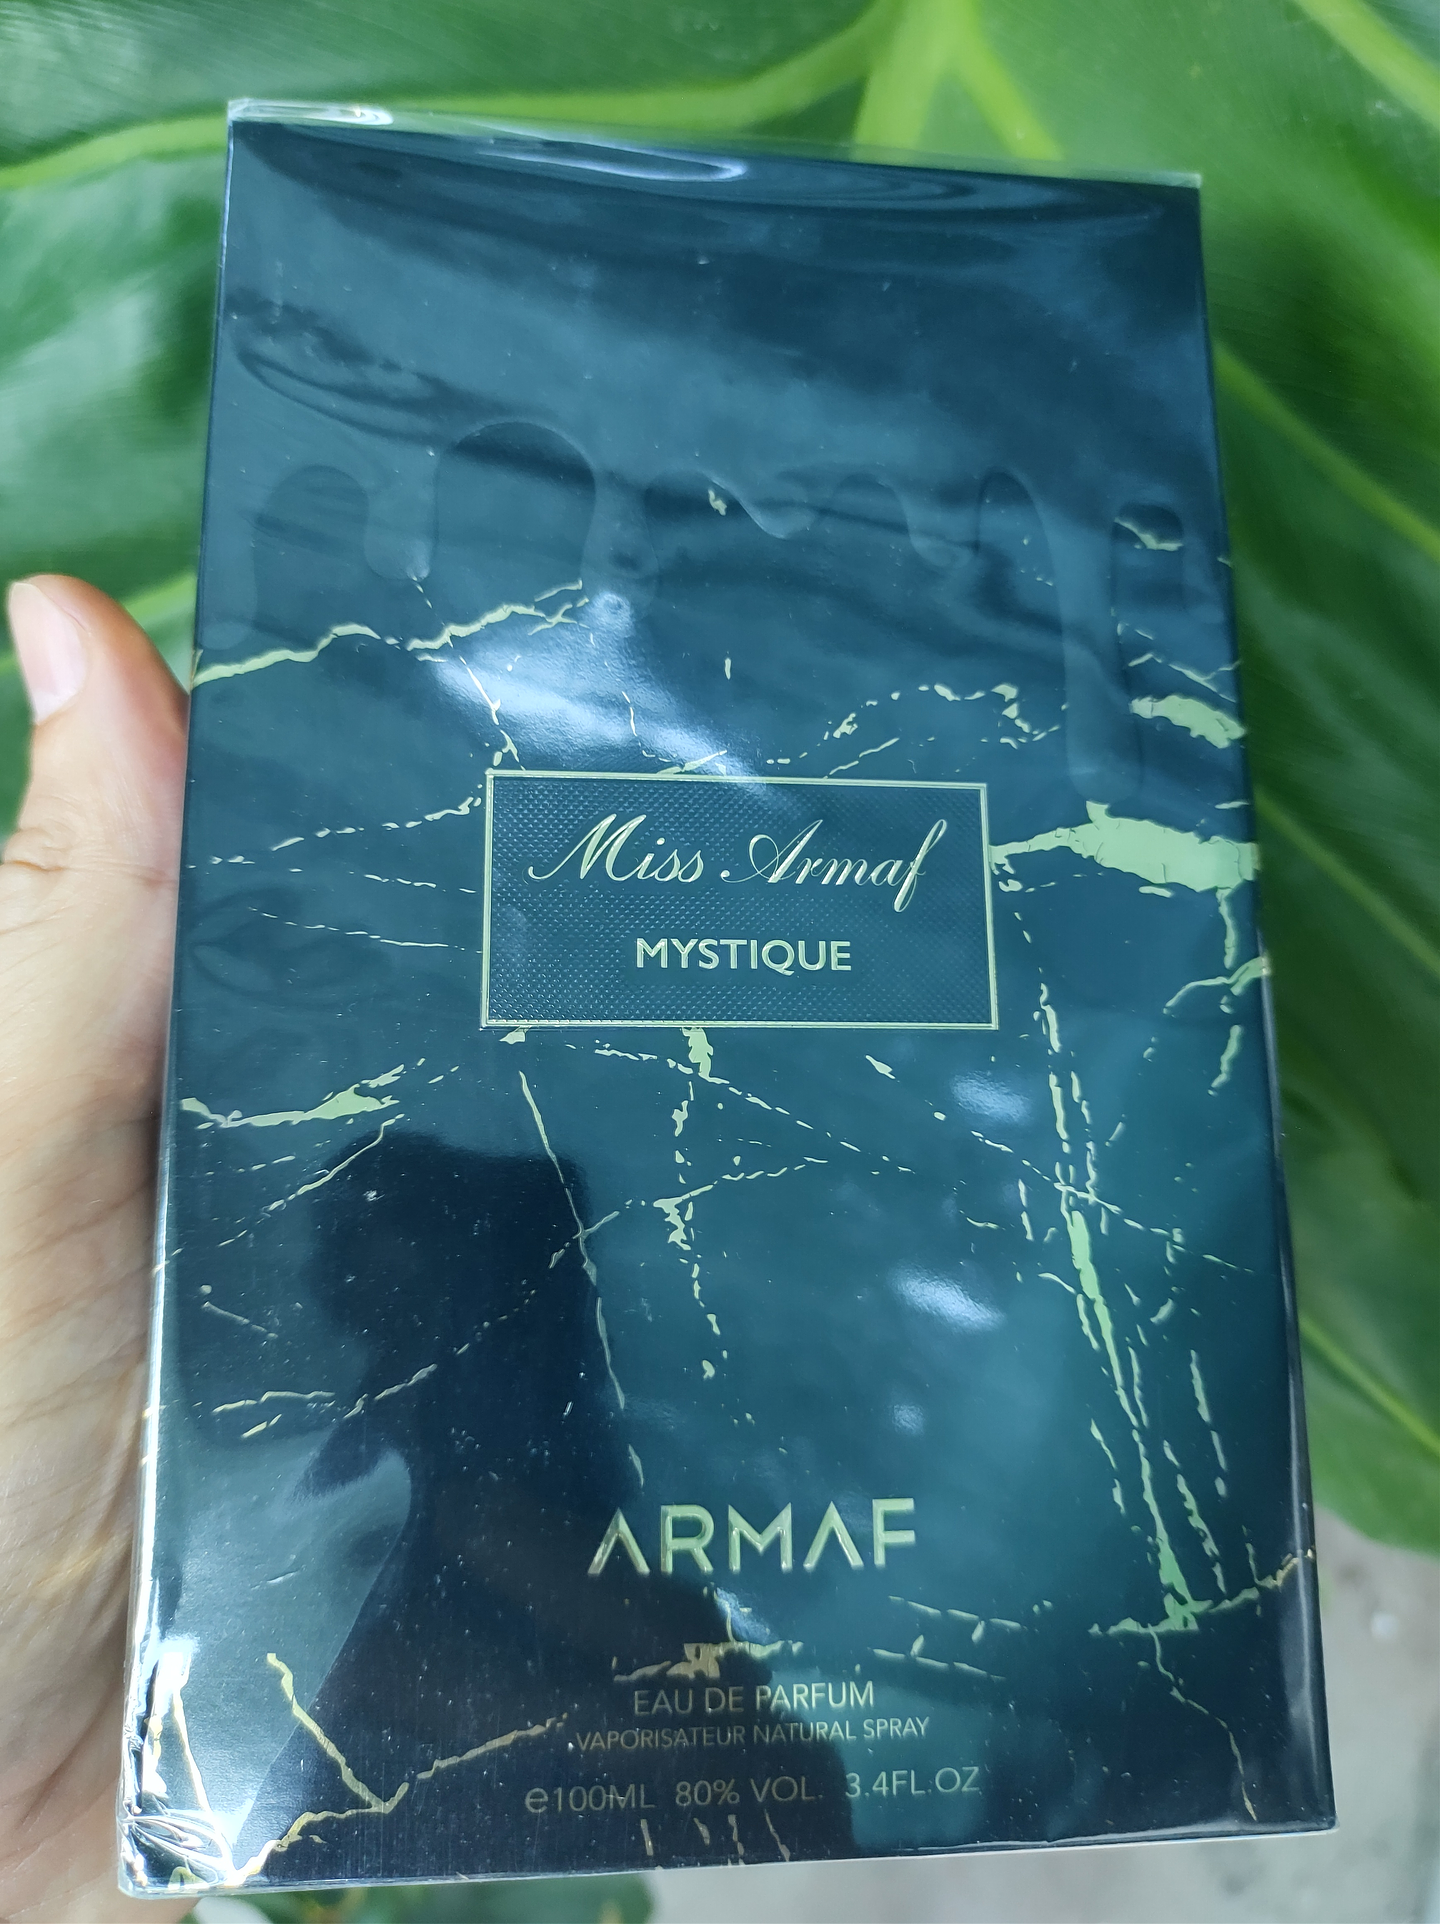 Miss Armaf
MYSTIQUE
ARMAF
EAU DE PARFUM
VAPORISATEUR NATURAL SPRAY
℮100ML 80% VOL. 3.4FL.OZ